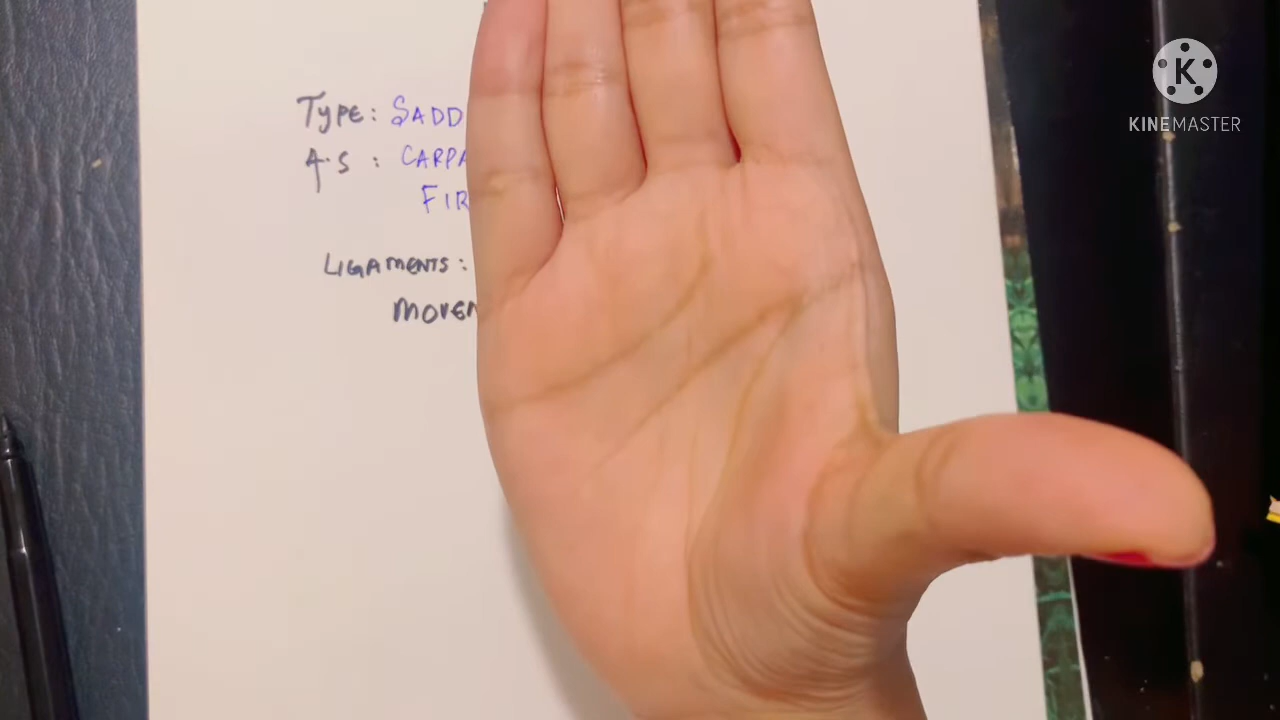 TYPE: SADD
A.S : CARPA
FIR
LIGAMENTS:
MOVEM
K
KINEMASTER